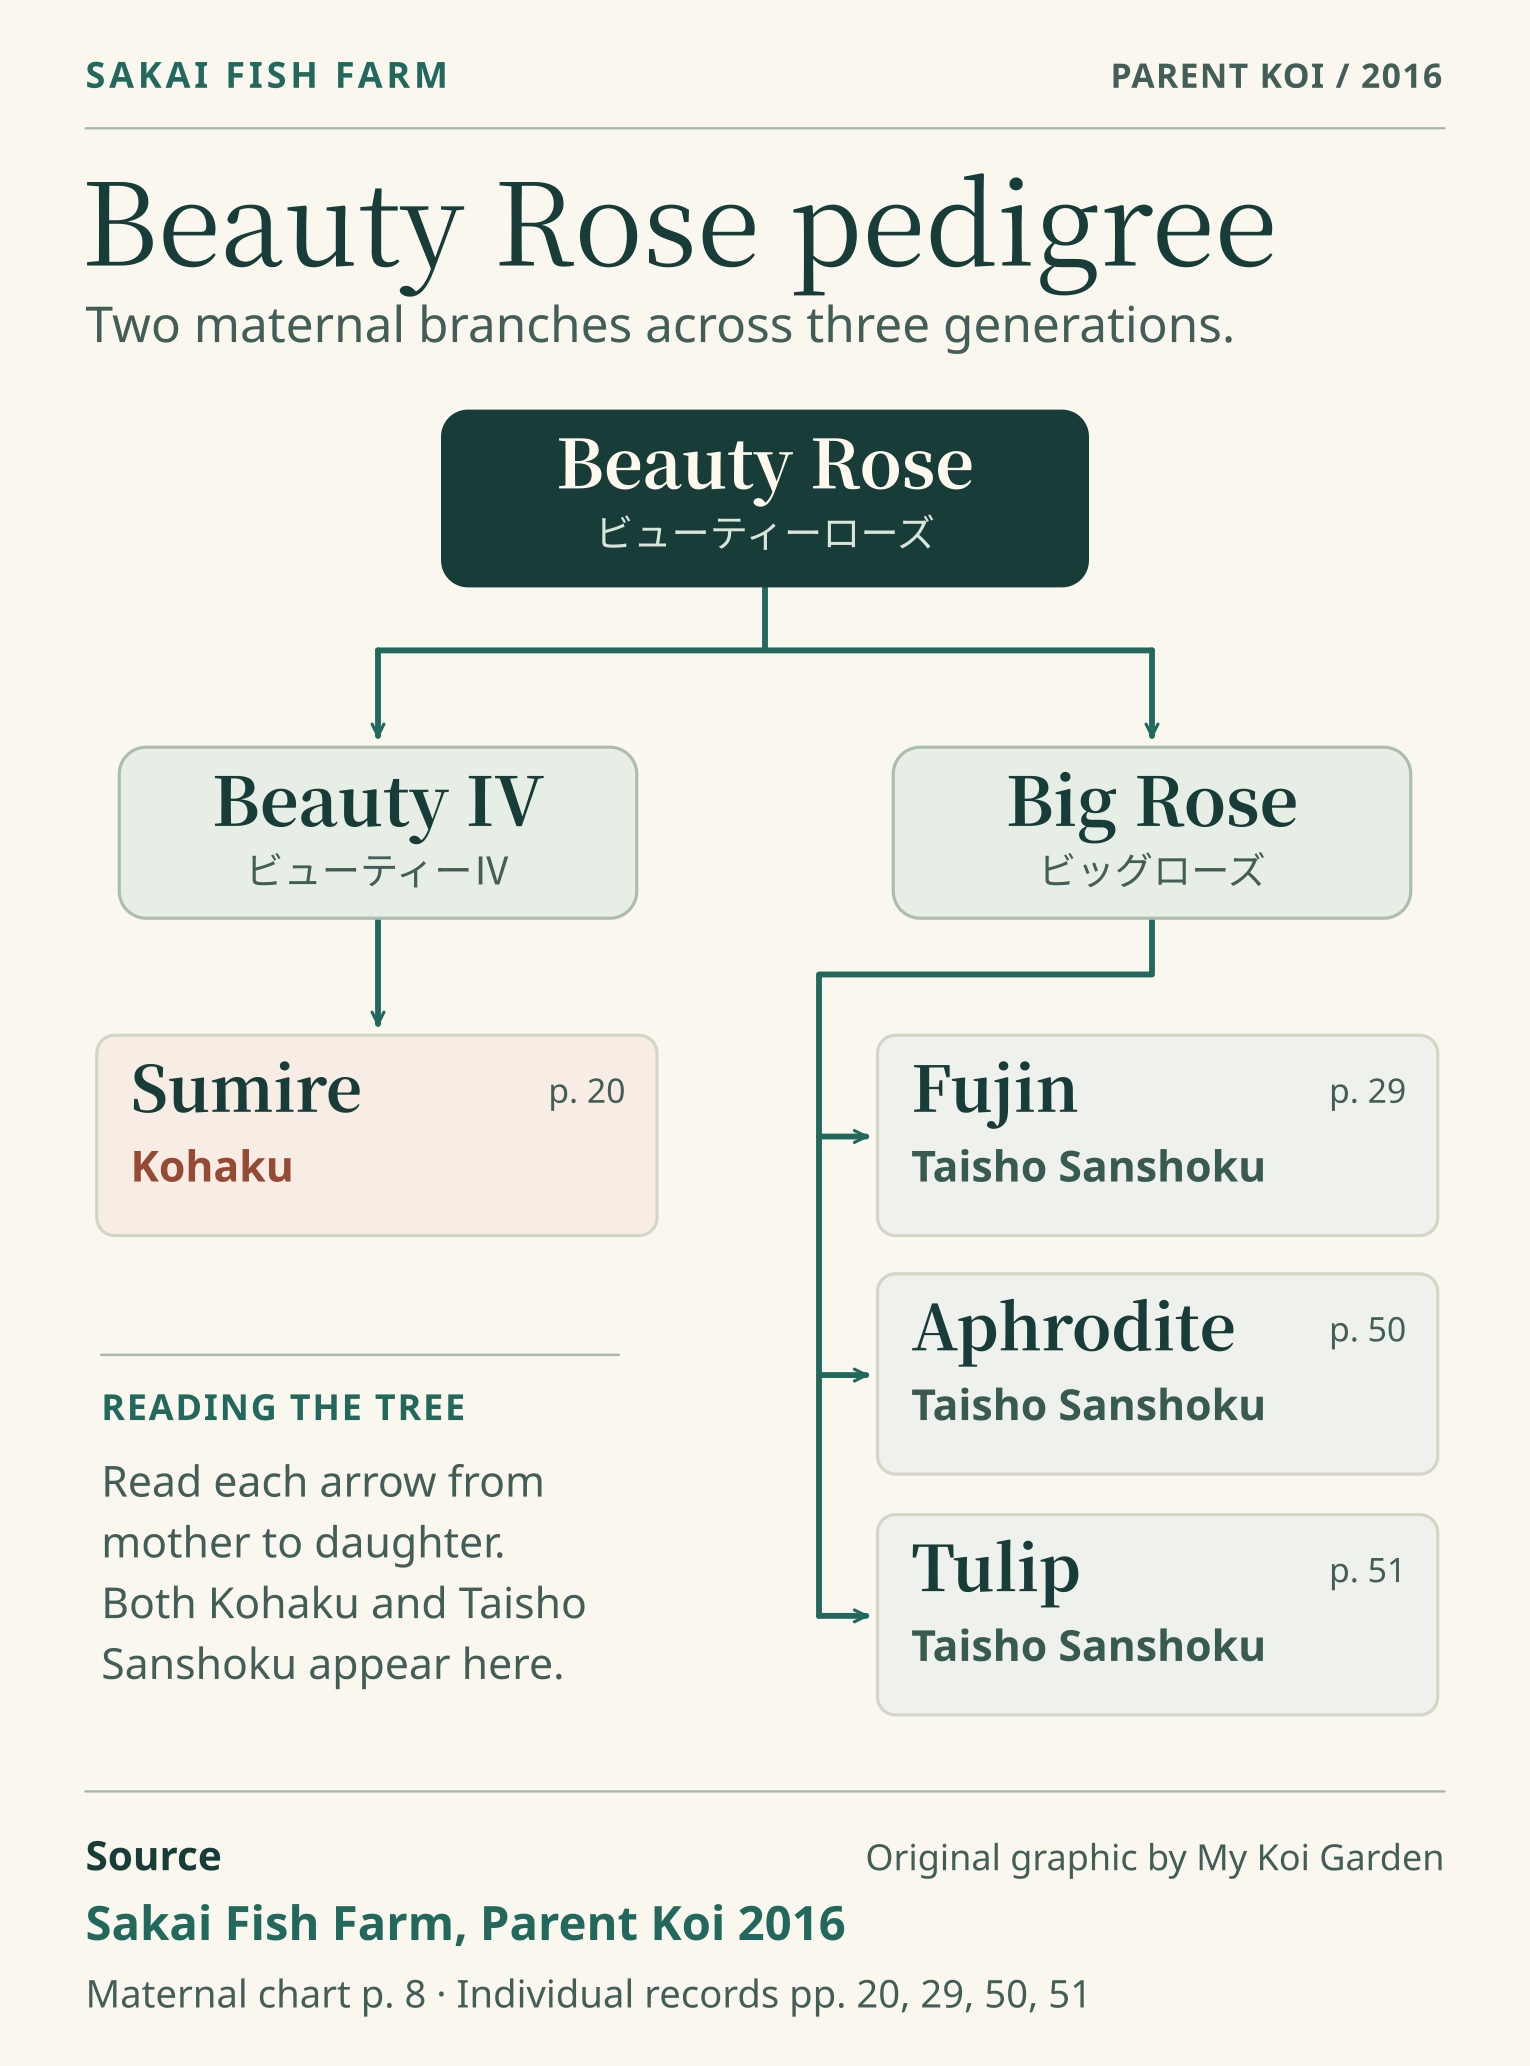 SAKAI FISH FARM
PARENT KOI / 2016
Beauty Rose pedigree
Two maternal branches across three generations.
Beauty Rose
ビューティーローズ
Beauty IV
ビューティーⅣ
Big Rose
ビッグローズ
Sumire
p. 20
Kohaku
Fujin
p. 29
Taisho Sanshoku
Aphrodite
p. 50
Taisho Sanshoku
Tulip
p. 51
Taisho Sanshoku
READING THE TREE
Read each arrow from
mother to daughter.
Both Kohaku and Taisho
Sanshoku appear here.
Source
Original graphic by My Koi Garden
Sakai Fish Farm, Parent Koi 2016
Maternal chart p. 8 · Individual records pp. 20, 29, 50, 51